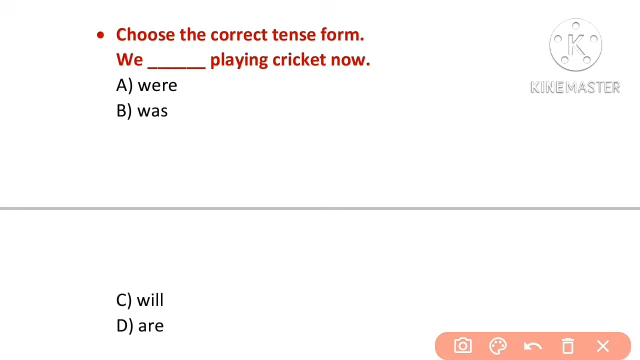 • Choose the correct tense form.
We ______ playing cricket now.
A) were
B) was
C) will
D) are
K
KINEMASTER